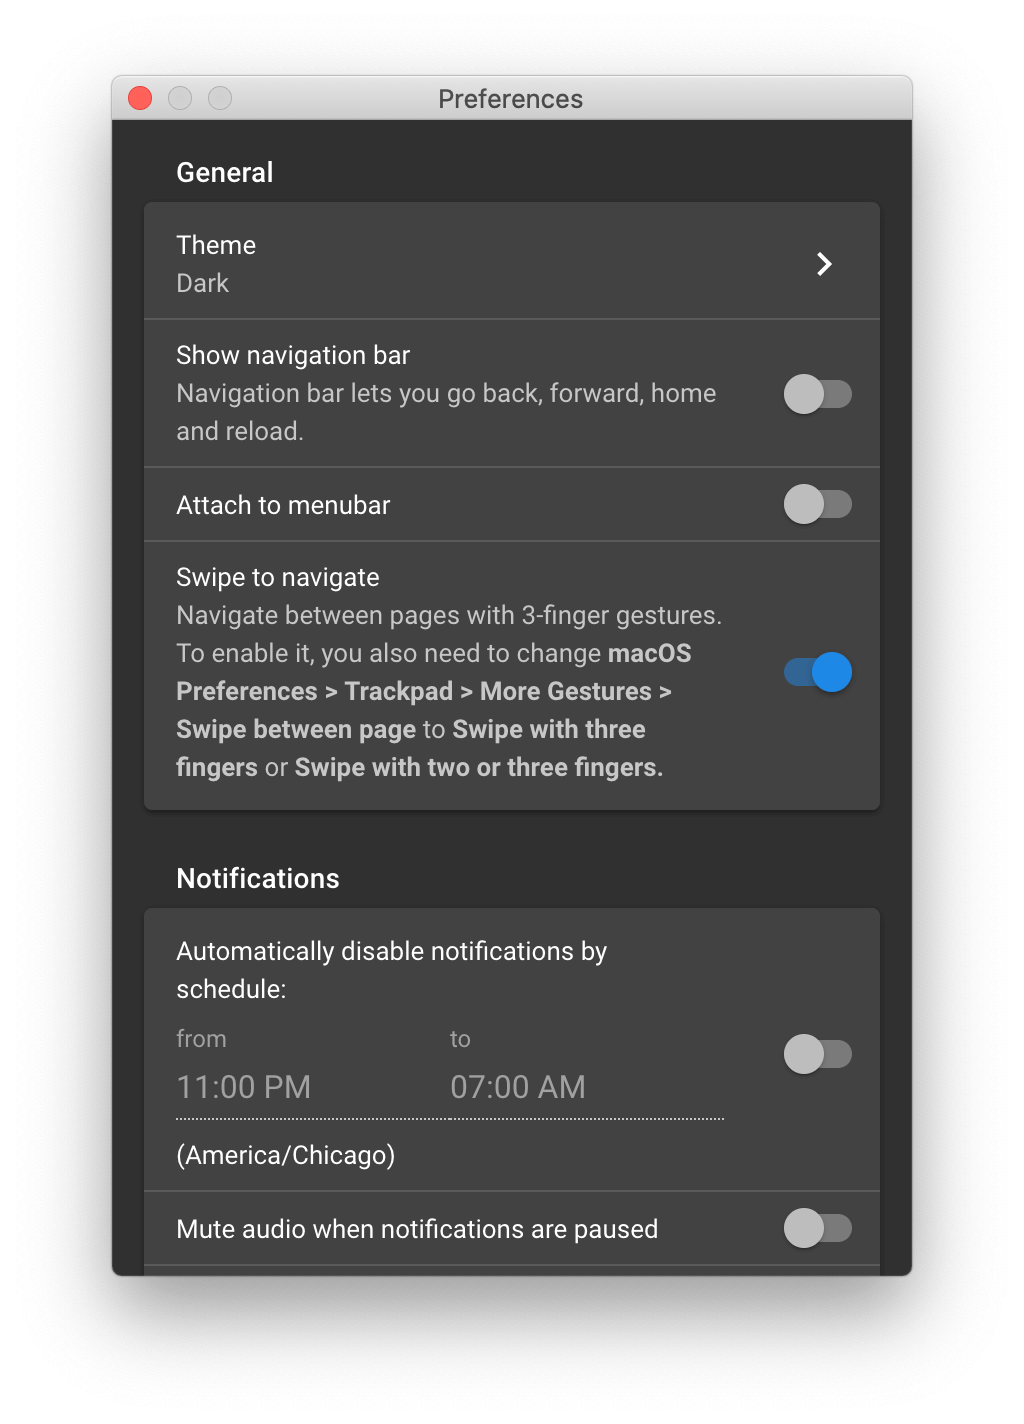 Preferences
General
Theme
Dark
Show navigation bar
Navigation bar lets you go back, forward, home
and reload.
Attach to menubar
Swipe to navigate
Navigate between pages with 3-finger gestures.
To enable it, you also need to change macOS
Preferences > Trackpad > More Gestures >
Swipe between page to Swipe with three
fingers or Swipe with two or three fingers.
Notifications
Automatically disable notifications by
schedule:
from to
11:00 PM 07:00 AM
(America/Chicago)
Mute audio when notifications are paused